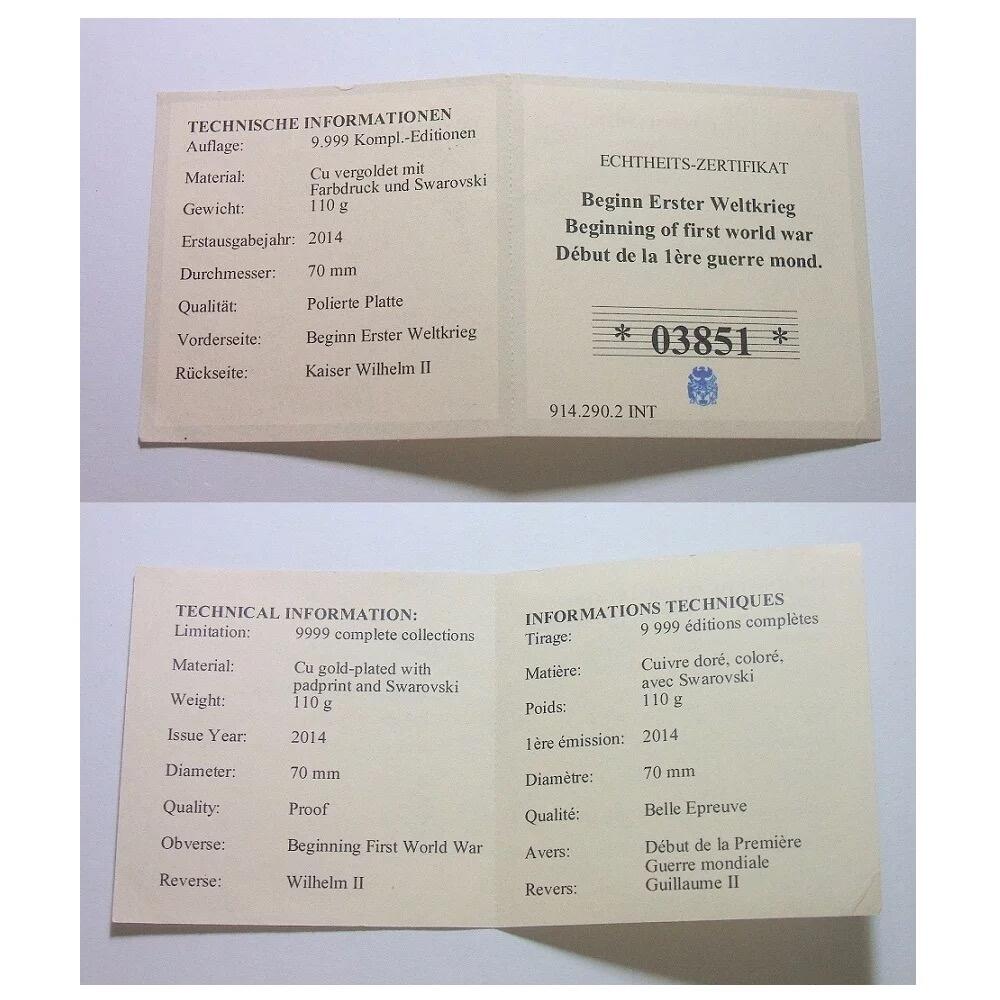 TECHNISCHE INFORMATIONEN
Auflage: 9.999 Kompl.-Editionen
Material: Cu vergoldet mit
Farbdruck und Swarovski
Gewicht: 110 g
Erstausgabejahr: 2014
Durchmesser: 70 mm
Qualität: Polierte Platte
Vorderseite: Beginn Erster Weltkrieg
Rückseite: Kaiser Wilhelm II
ECHTHEITS-ZERTIFIKAT
Beginn Erster Weltkrieg
Beginning of first world war
Début de la 1ère guerre mond.
* 03851 *
914.290.2 INT
TECHNICAL INFORMATION:
Limitation: 9999 complete collections
Material: Cu gold-plated with
padprint and Swarovski
Weight: 110 g
Issue Year: 2014
Diameter: 70 mm
Quality: Proof
Obverse: Beginning First World War
Reverse: Wilhelm II
INFORMATIONS TECHNIQUES
Tirage: 9 999 éditions complètes
Matière: Cuivre doré, coloré,
avec Swarovski
Poids: 110 g
1ère émission: 2014
Diamètre: 70 mm
Qualité: Belle Epreuve
Avers: Début de la Première
Guerre mondiale
Revers: Guillaume II